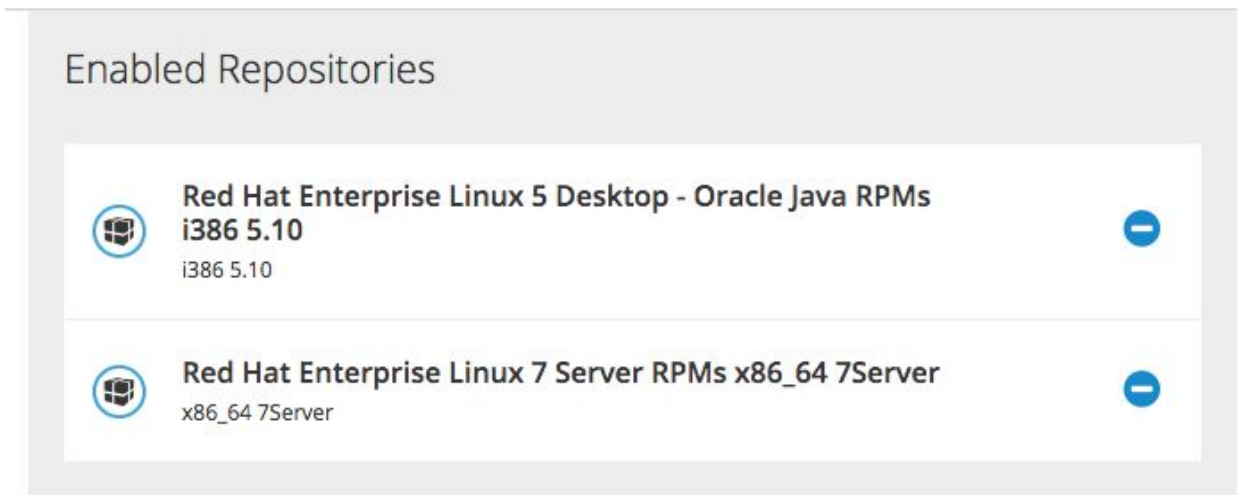 Enabled Repositories
Red Hat Enterprise Linux 5 Desktop - Oracle Java RPMs
i386 5.10
i386 5.10
Red Hat Enterprise Linux 7 Server RPMs x86_64 7Server
x86_64 7Server